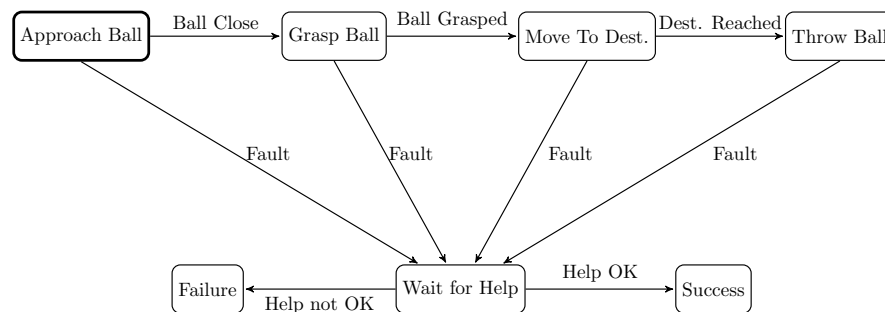 Approach Ball
Ball Close
Grasp Ball
Ball Grasped
Move To Dest.
Dest. Reached
Throw Ball
Fault
Fault
Fault
Fault
Failure
Help not OK
Wait for Help
Help OK
Success